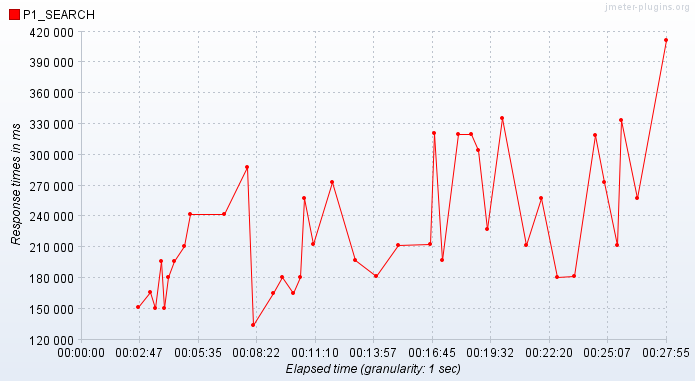 jmeter-plugins.org
P1_SEARCH
420 000
390 000
360 000
330 000
300 000
270 000
240 000
210 000
180 000
150 000
120 000
Response times in ms
00:00:00 00:02:47 00:05:35 00:08:22 00:11:10 00:13:57 00:16:45 00:19:32 00:22:20 00:25:07 00:27:55
Elapsed time (granularity: 1 sec)